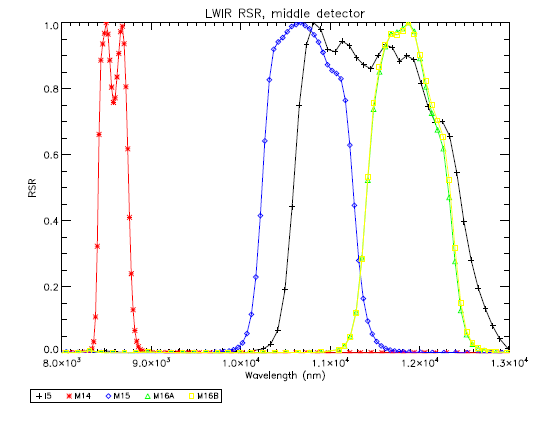 LWIR RSR, middle detector
1.0
0.8
0.6
0.4
0.2
0.0
RSR
8.0×10³ 9.0×10³ 1.0×10⁴ 1.1×10⁴ 1.2×10⁴ 1.3×10⁴
Wavelength (nm)
I5 M14 M15 M16A M16B